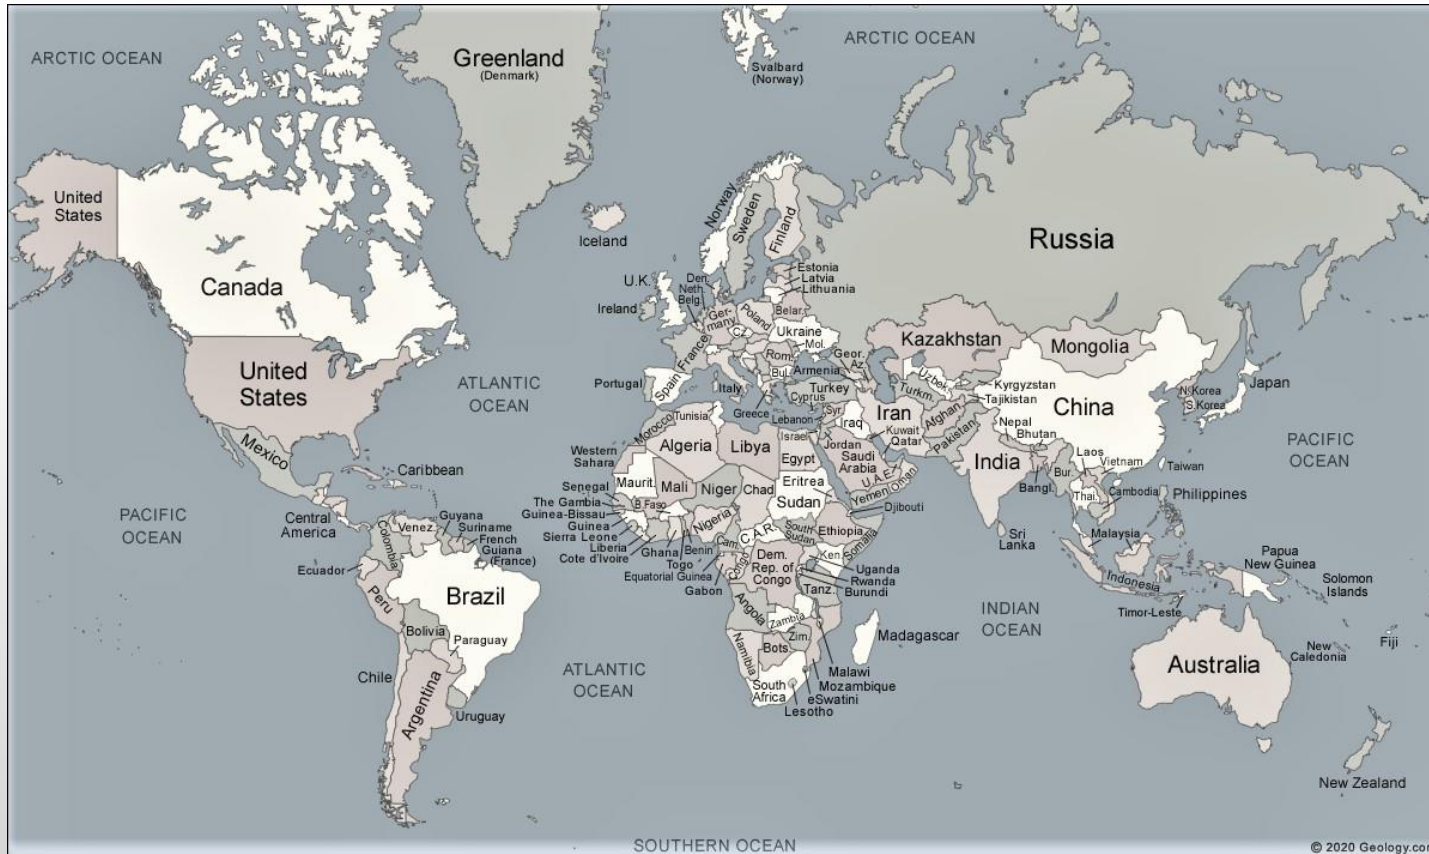 ARCTIC OCEAN
Greenland
(Denmark)
Svalbard
(Norway)
ARCTIC OCEAN
United
States
Canada
Iceland
Norway
Sweden
Finland
Russia
U.K.
Ireland
Den.
Neth.
Belg.
Estonia
Latvia
Lithuania
Ger-
many
Poland
Belar.
Cz.
Ukraine
Mol.
France
Rom.
Bul.
Portugal
Spain
Italy
Greece
Geor.
Az.
Armenia
Turkey
Cyprus
Lebanon
Syr.
Kazakhstan
Mongolia
Uzbek.
Turkm.
Kyrgyzstan
Tajikistan
United
States
ATLANTIC
OCEAN
China
N. Korea
S. Korea
Japan
PACIFIC
OCEAN
Mexico
Caribbean
Central
America
PACIFIC
OCEAN
Morocco
Tunisia
Algeria
Libya
Egypt
Israel
Jordan
Iraq
Iran
Kuwait
Qatar
Saudi
Arabia
U.A.E.
Oman
Yemen
Afghan.
Pakistan
India
Nepal
Bhutan
Bangl.
Bur.
Laos
Vietnam
Thai.
Cambodia
Taiwan
Philippines
Sri
Lanka
Malaysia
Indonesia
Timor-Leste
Papua
New Guinea
Solomon
Islands
Western
Sahara
Maurit.
Mali
Niger
Chad
Sudan
Eritrea
Djibouti
Senegal
The Gambia
Guinea-Bissau
Guinea
Sierra Leone
Liberia
Cote d'Ivoire
B.Faso
Ghana
Togo
Benin
Nigeria
Cam.
Equatorial Guinea
Gabon
Congo
C.A.R.
South
Sudan
Ethiopia
Somalia
Ken.
Uganda
Rwanda
Burundi
Dem.
Rep. of
Congo
Tanz.
Angola
Zambia
Zim.
Namibia
Bots.
South
Africa
Malawi
Mozambique
eSwatini
Lesotho
Madagascar
INDIAN
OCEAN
Venez.
Colombia
Guyana
Suriname
French
Guiana
(France)
Ecuador
Peru
Brazil
Bolivia
Paraguay
Chile
Argentina
Uruguay
ATLANTIC
OCEAN
Australia
New
Caledonia
Fiji
New Zealand
SOUTHERN OCEAN
© 2020 Geology.com